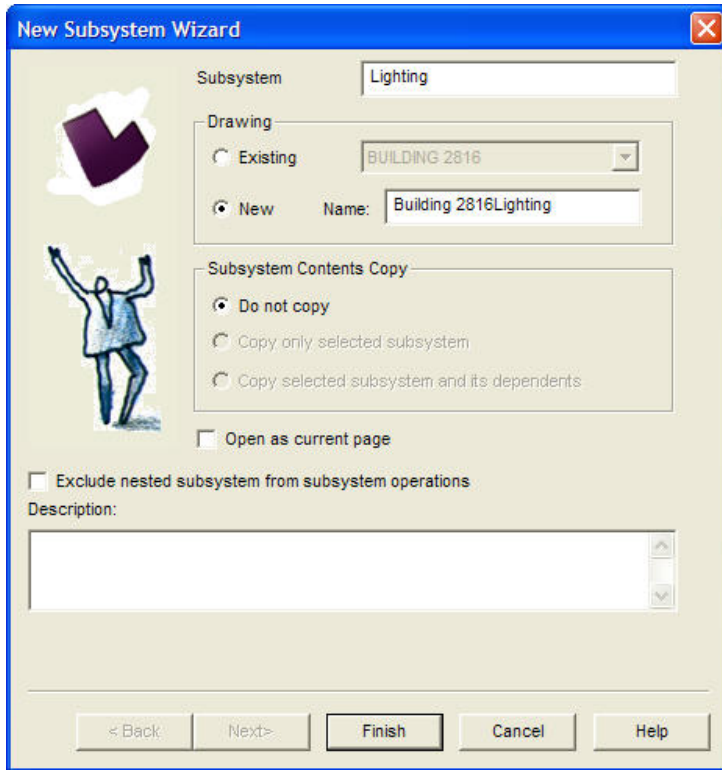 New Subsystem Wizard
Subsystem Lighting
Drawing
Existing BUILDING 2816
New Name: Building 2816Lighting
Subsystem Contents Copy
Do not copy
Copy only selected subsystem
Copy selected subsystem and its dependents
Open as current page
Exclude nested subsystem from subsystem operations
Description:
< Back Next> Finish Cancel Help